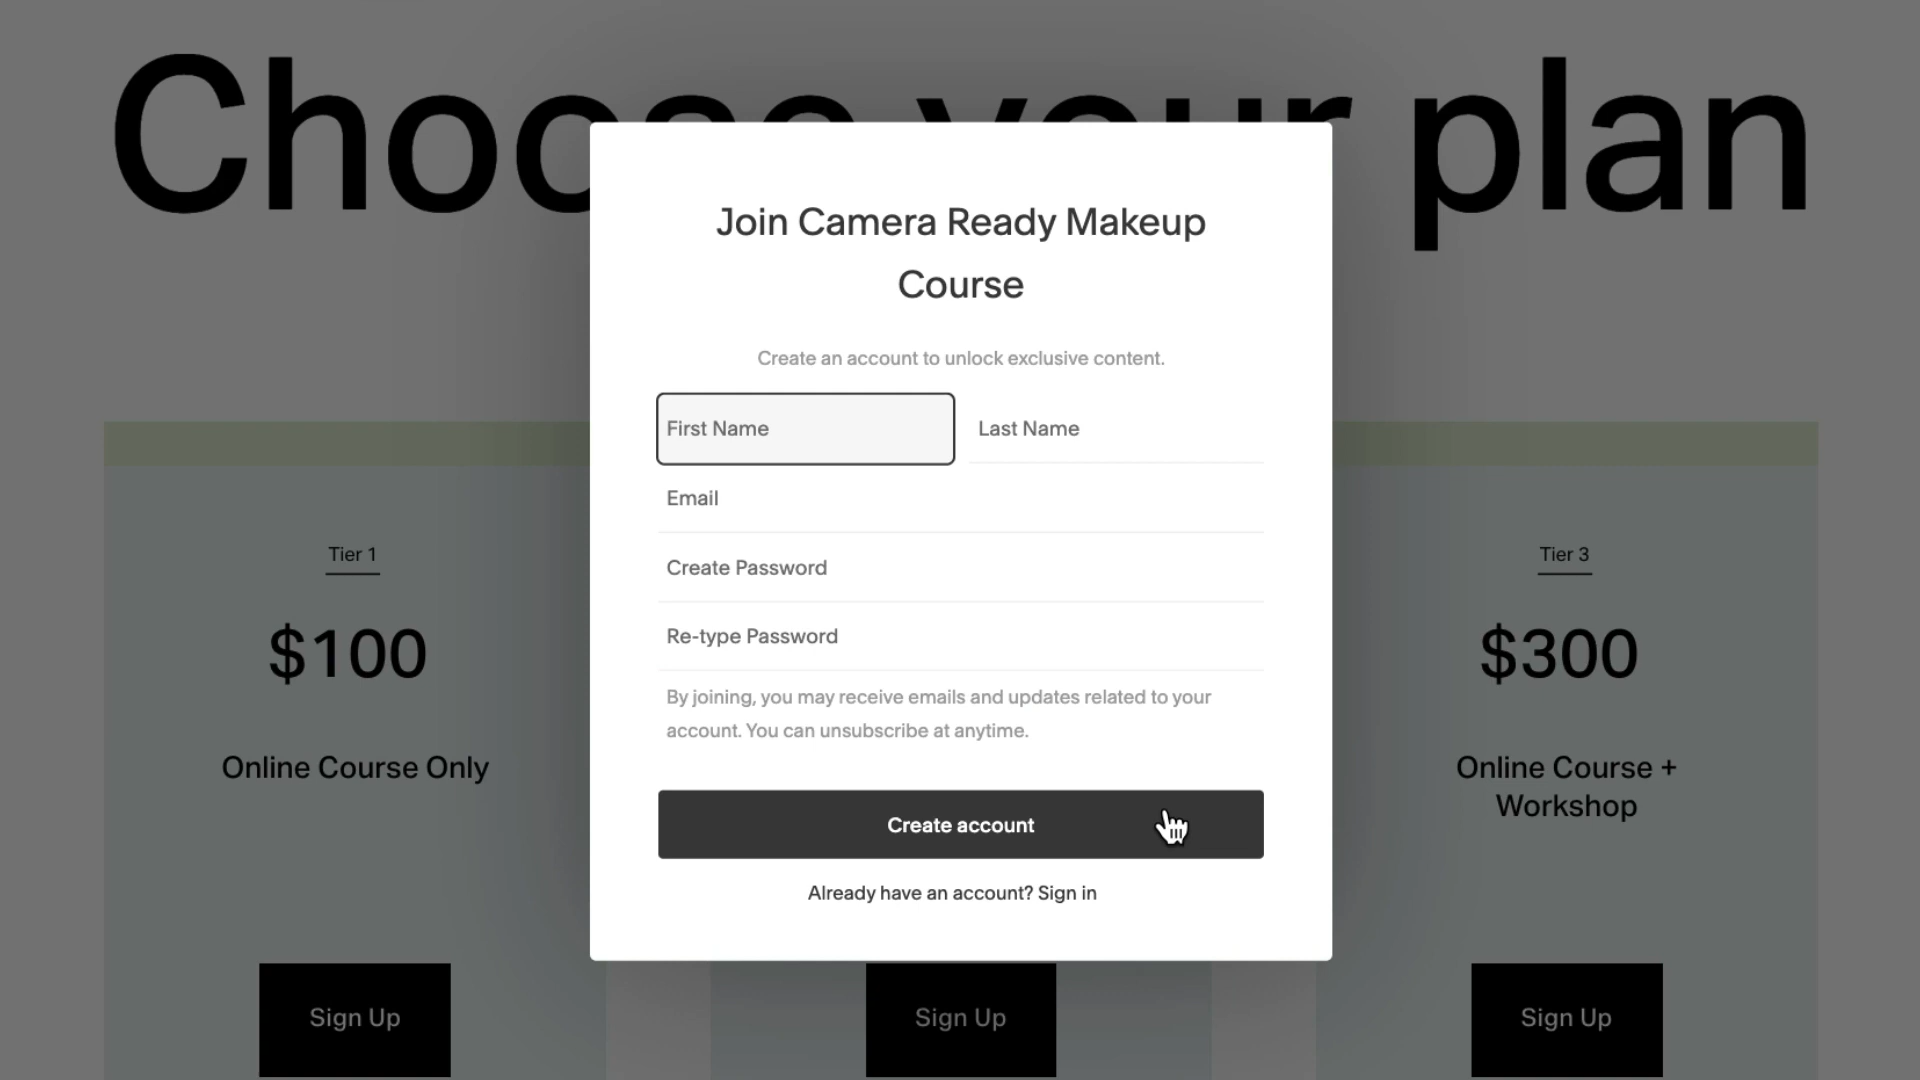 Choose your plan
Join Camera Ready Makeup
Course
Create an account to unlock exclusive content.
First Name
Last Name
Email
Create Password
Re-type Password
By joining, you may receive emails and updates related to your
account. You can unsubscribe at anytime.
Create account
Already have an account? Sign in
Tier 1
$100
Online Course Only
Sign Up
Sign Up
Tier 3
$300
Online Course +
Workshop
Sign Up